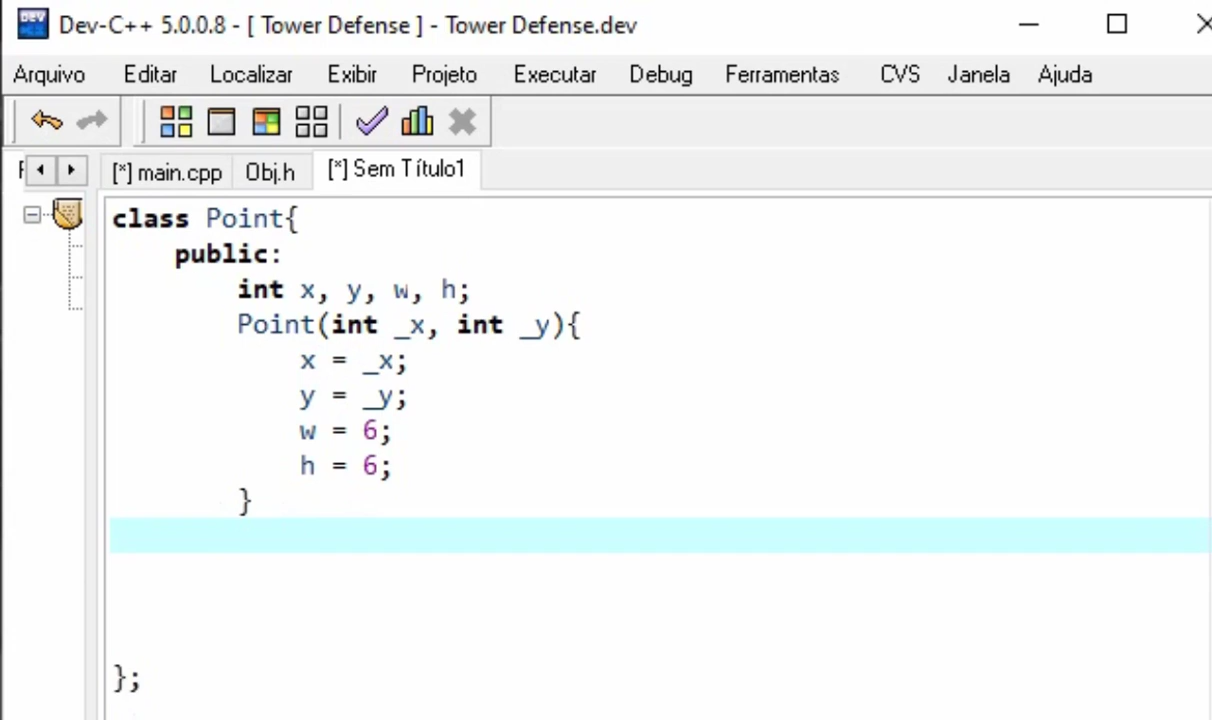 Dev-C++ 5.0.0.8 - [ Tower Defense ] - Tower Defense.dev
Arquivo Editar Localizar Exibir Projeto Executar Debug Ferramentas CVS Janela Ajuda
[*] main.cpp Obj.h [*] Sem Título1
class Point{
    public:
        int x, y, w, h;
        Point(int _x, int _y){
            x = _x;
            y = _y;
            w = 6;
            h = 6;
        }
};